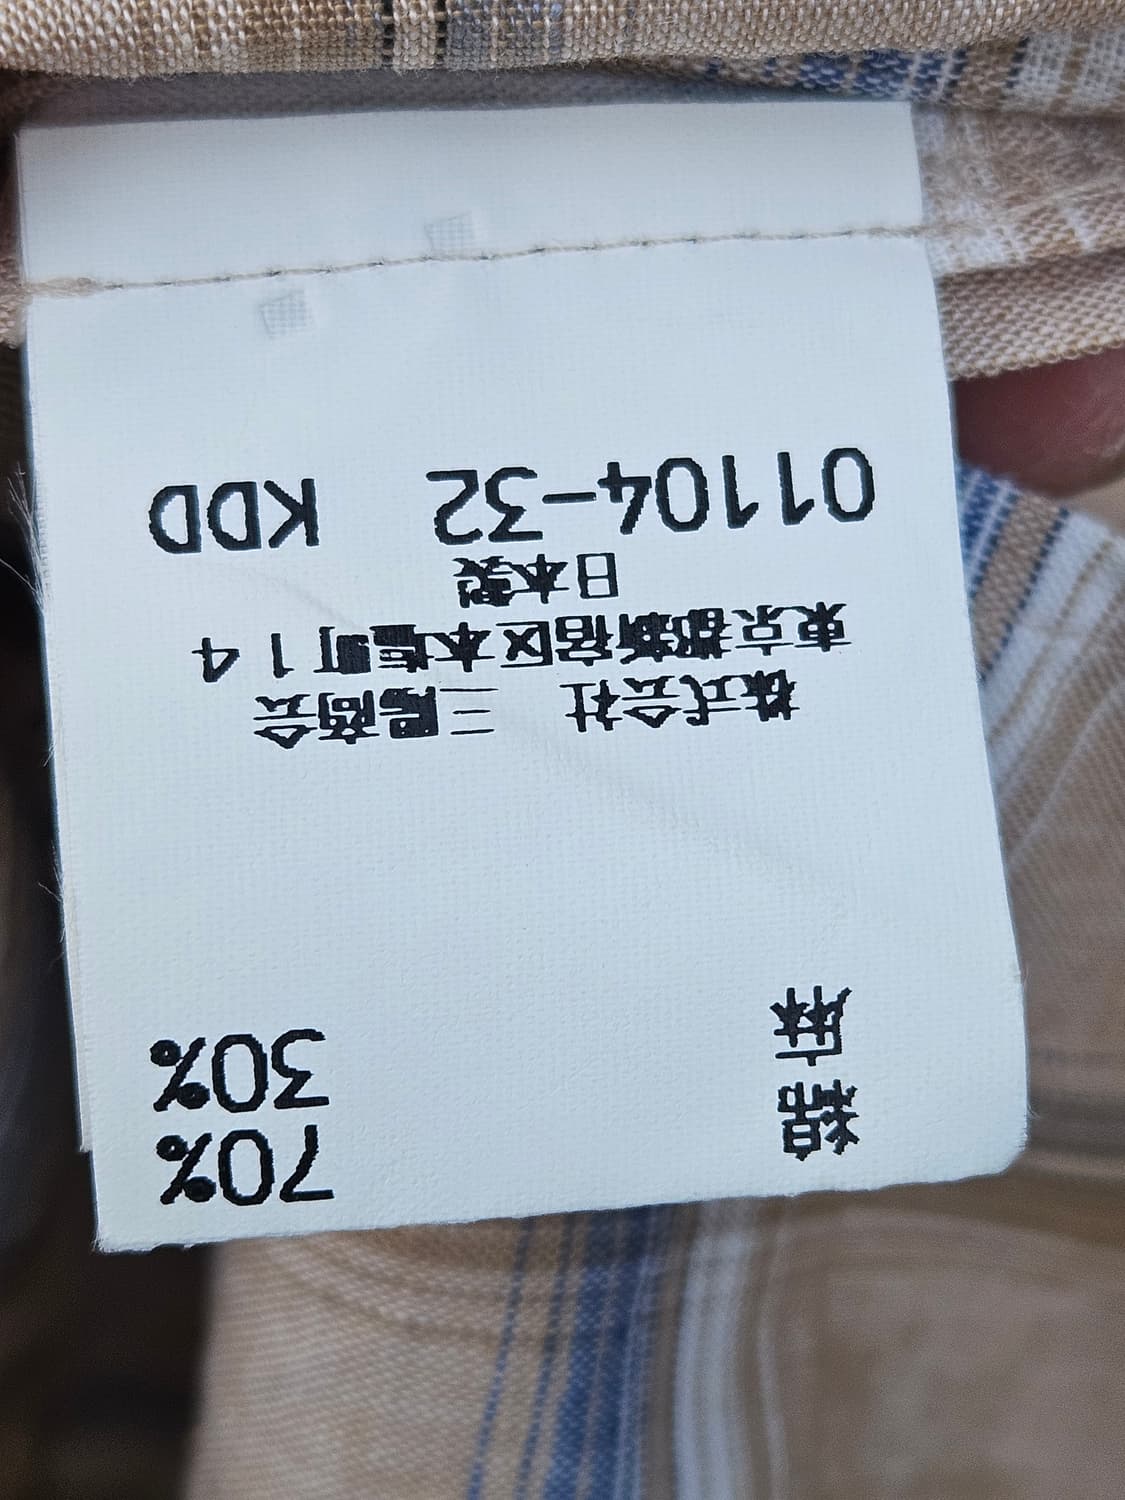 綿 70%
麻 30%
株式会社 三陽商会
東京都新宿区本塩町14
日本製
01104-32 KDD